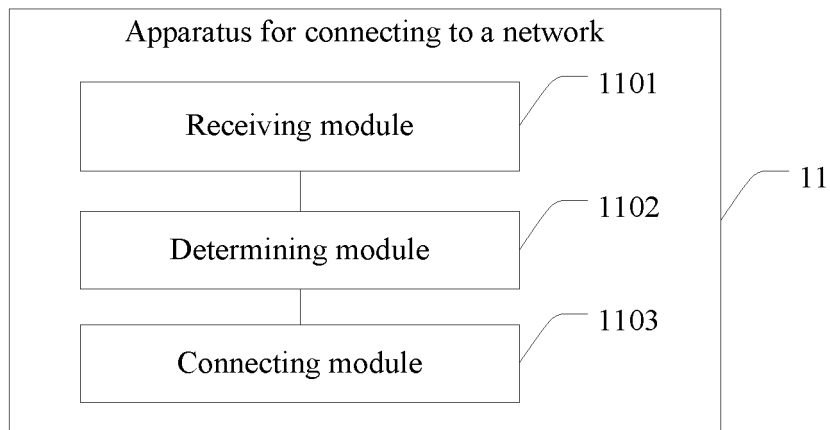 Apparatus for connecting to a network
1101
Receiving module
11
1102
Determining module
1103
Connecting module